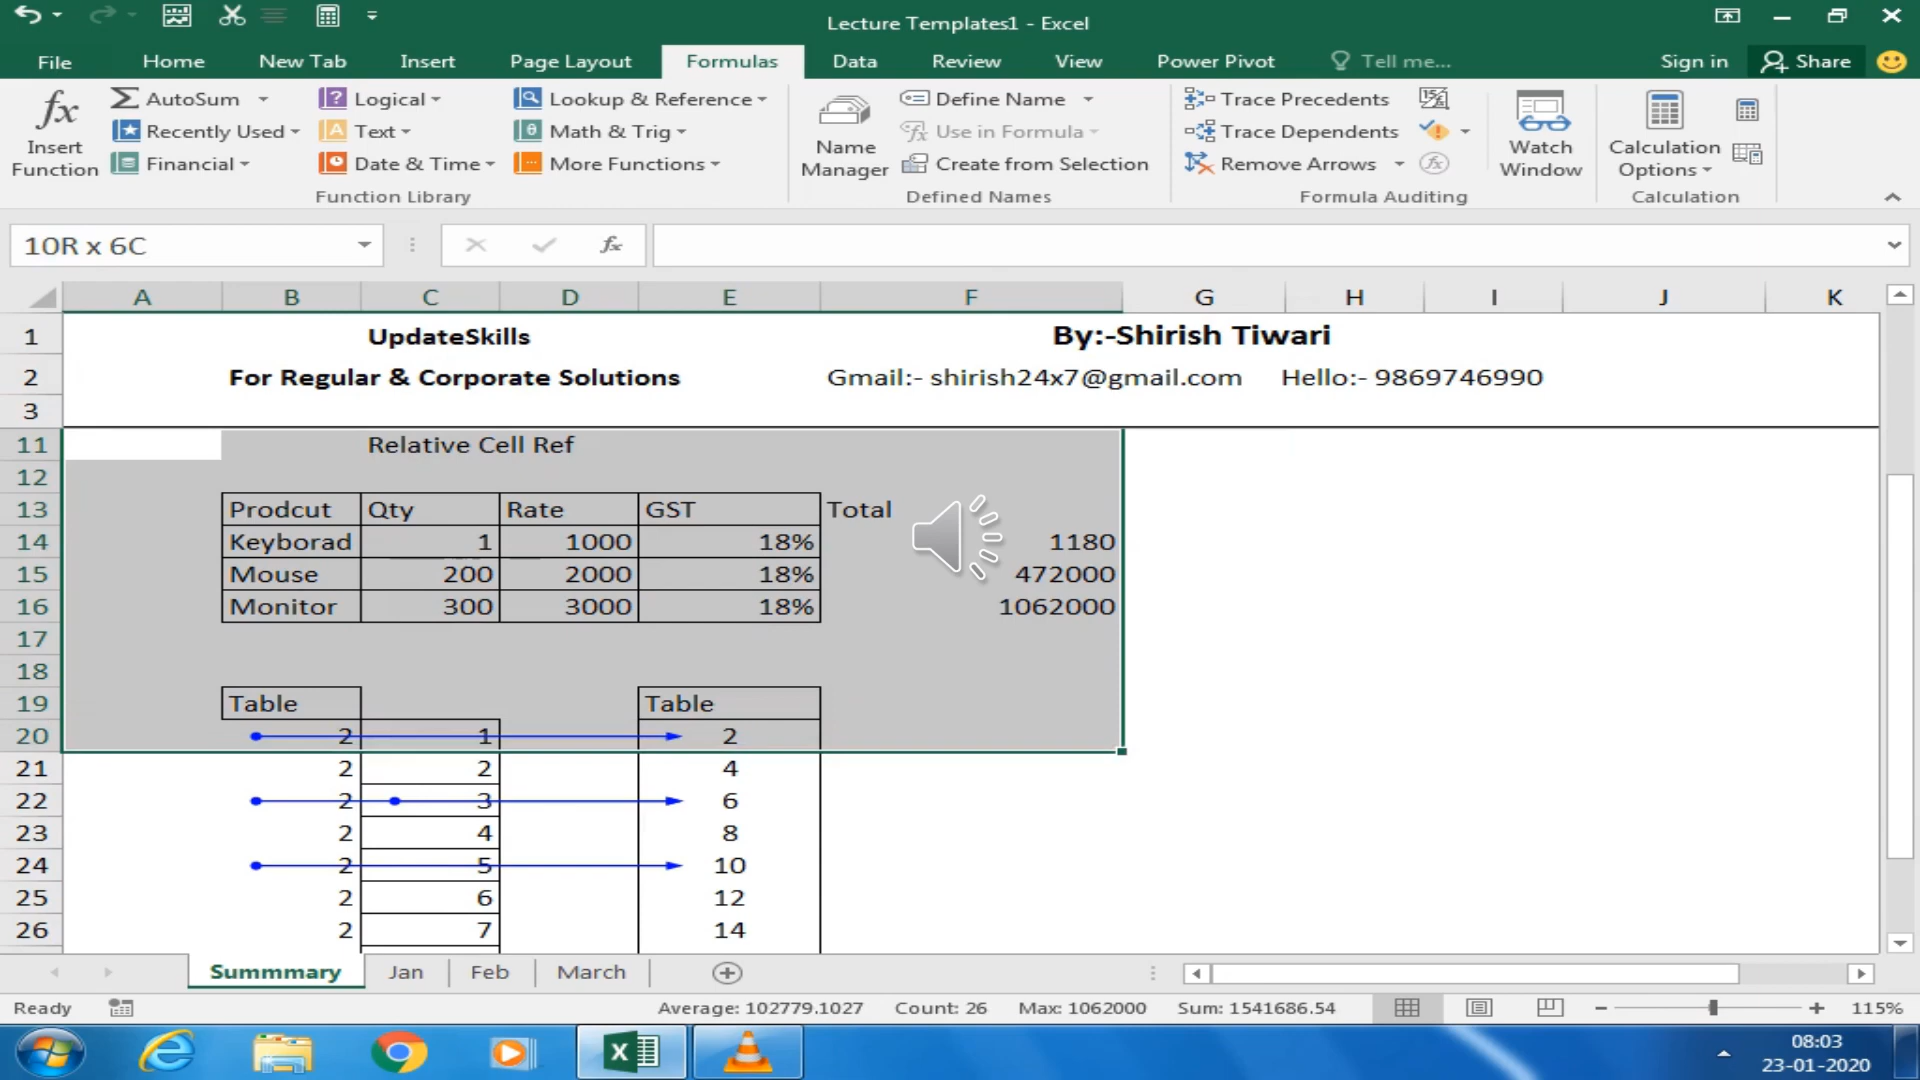 Lecture Templates1 - Excel
File Home New Tab Insert Page Layout Formulas Data Review View Power Pivot Tell me... Sign in Share
fx Insert Function
AutoSum
Recently Used
Financial
Logical
Text
Date & Time
Lookup & Reference
Math & Trig
More Functions
Function Library
Name Manager
Define Name
Use in Formula
Create from Selection
Defined Names
Trace Precedents
Trace Dependents
Remove Arrows
Formula Auditing
Watch Window
Calculation Options
Calculation
10R x 6C fx
A B C D E F G H I J K
1 UpdateSkills By:-Shirish Tiwari
2 For Regular & Corporate Solutions Gmail:- shirish24x7@gmail.com Hello:- 9869746990
3
11 Relative Cell Ref
12
13 Prodcut Qty Rate GST Total
14 Keyborad 1 1000 18% 1180
15 Mouse 200 2000 18% 472000
16 Monitor 300 3000 18% 1062000
17
18
19 Table Table
20 2 1 2
21 2 2 4
22 2 3 6
23 2 4 8
24 2 5 10
25 2 6 12
26 2 7 14
Summmary Jan Feb March
Ready Average: 102779.1027 Count: 26 Max: 1062000 Sum: 1541686.54 115%
08:03
23-01-2020